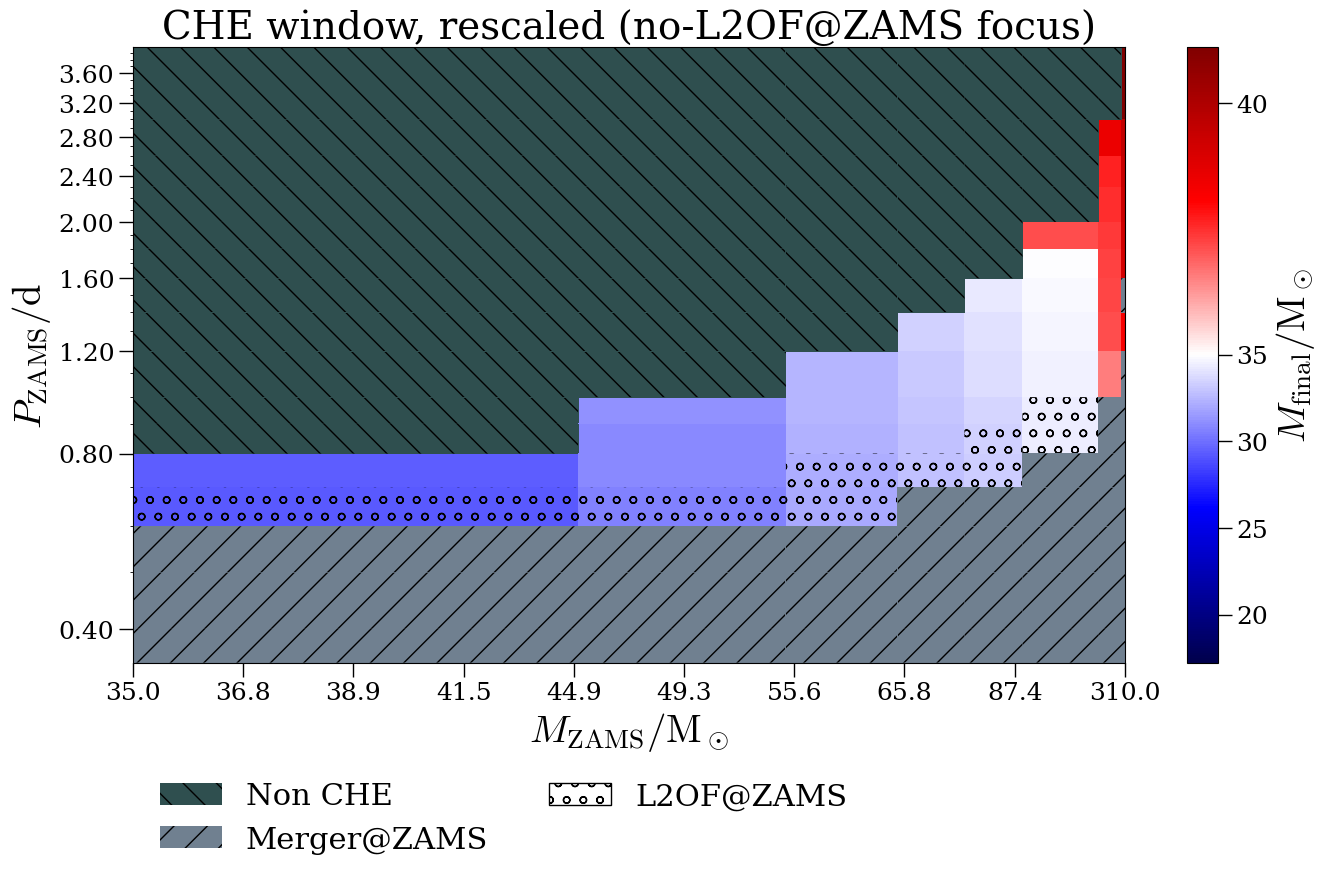 CHE window, rescaled (no-L2OF@ZAMS focus)
3.60
3.20
2.80
2.40
2.00
1.60
1.20
0.80
0.40
P_ZAMS/d
35.0 36.8 38.9 41.5 44.9 49.3 55.6 65.8 87.4 310.0
M_ZAMS/M_⊙
40
35
30
25
20
M_final/M_⊙
Non CHE
Merger@ZAMS
L2OF@ZAMS